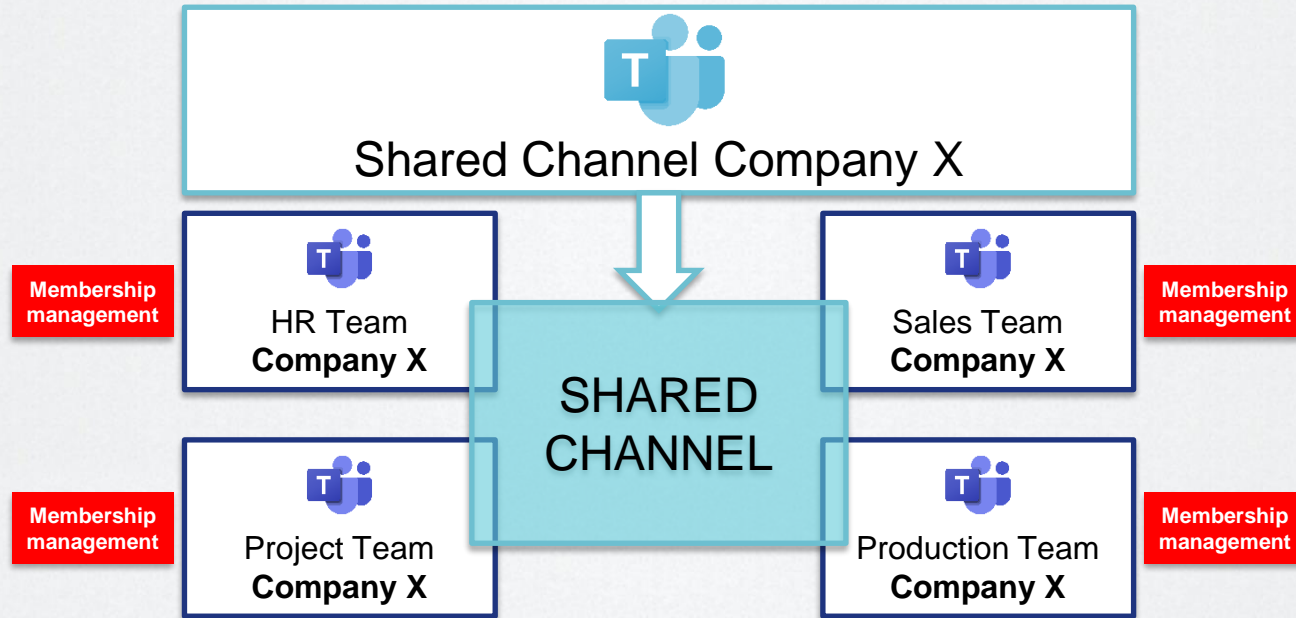 T
Shared Channel Company X
Membership
management
T
HR Team
Company X
T
Sales Team
Company X
Membership
management
SHARED
CHANNEL
Membership
management
T
Project Team
Company X
T
Production Team
Company X
Membership
management